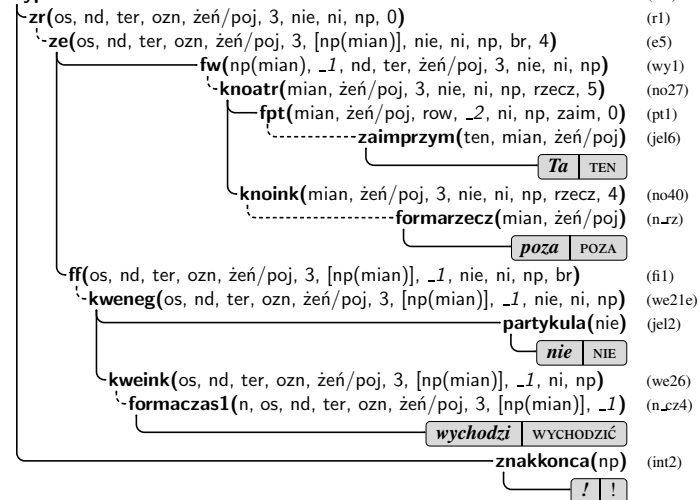 zr(os, nd, ter, ozn, żeń/poj, 3, nie, ni, np, 0) (r1)
ze(os, nd, ter, ozn, żeń/poj, 3, [np(mian)], nie, ni, np, br, 4) (e5)
fw(np(mian), _1, nd, ter, żeń/poj, 3, nie, ni, np) (wy1)
knoatr(mian, żeń/poj, 3, nie, ni, np, rzecz, 5) (no27)
fpt(mian, żeń/poj, row, _2, ni, np, zaim, 0) (pt1)
zaimprzym(ten, mian, żeń/poj) (jel6)
Ta TEN
knoink(mian, żeń/poj, 3, nie, ni, np, rzecz, 4) (no40)
formarzecz(mian, żeń/poj) (n_rz)
poza POZA
ff(os, nd, ter, ozn, żeń/poj, 3, [np(mian)], _1, nie, ni, np, br) (fi1)
kweneg(os, nd, ter, ozn, żeń/poj, 3, [np(mian)], _1, nie, ni, np) (we21e)
partykula(nie) (jel2)
nie NIE
kweink(os, nd, ter, ozn, żeń/poj, 3, [np(mian)], _1, ni, np) (we26)
formaczas1(n, os, nd, ter, ozn, żeń/poj, 3, [np(mian)], _1) (n_cz4)
wychodzi WYCHODZIĆ
znakkonca(np) (int2)
! !